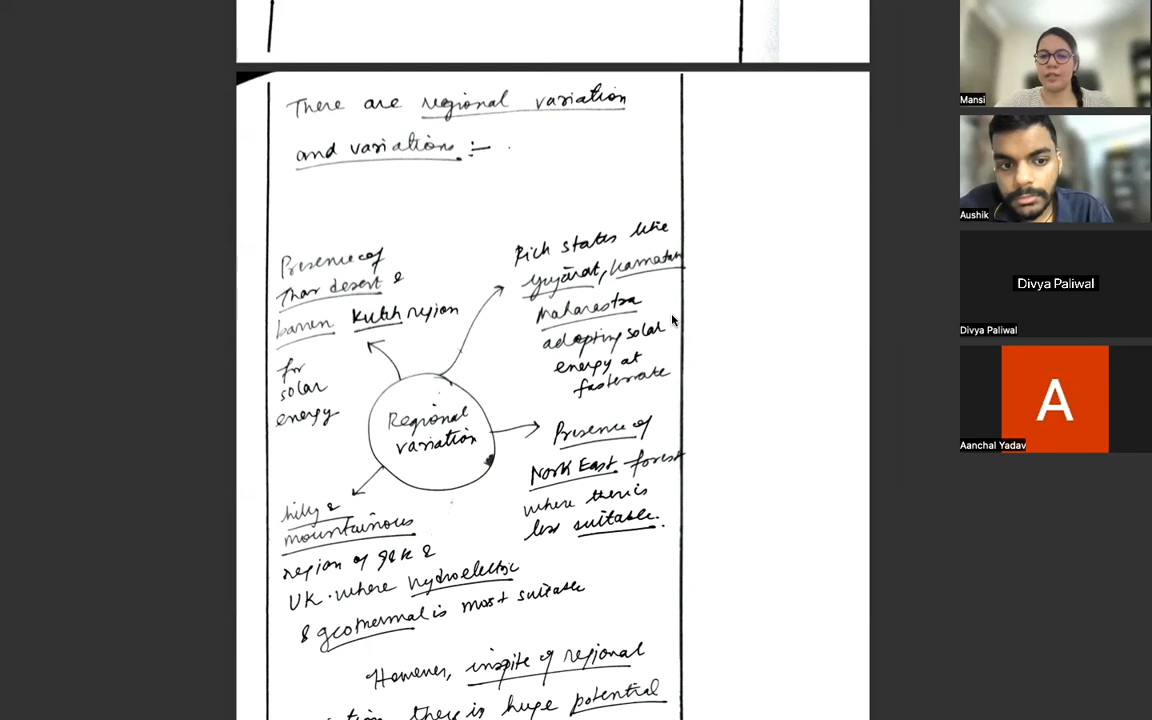 There are regional variation
and variations :-
Presence of
Thar desert &
barren Kutch region
for
solar
energy
Rich states like
Gujarat, Karnatak
Maharestra
adopting solar
energy at
faster rate
Regional
variation
Presence of
North East forest
where there is
less suitable.
hilly &
mountainous
region of J&K &
UK. where hydroelectric
& geothermal is most suitable
However, inspite of regional
there is huge potential
Mansi
Aushik
Divya Paliwal
Divya Paliwal
A
Aanchal Yadav